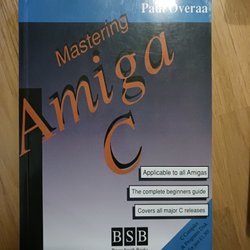 Paul Overaa
Mastering
Amiga
C
Applicable to all Amigas
The complete beginners guide
Covers all major C releases
BSB